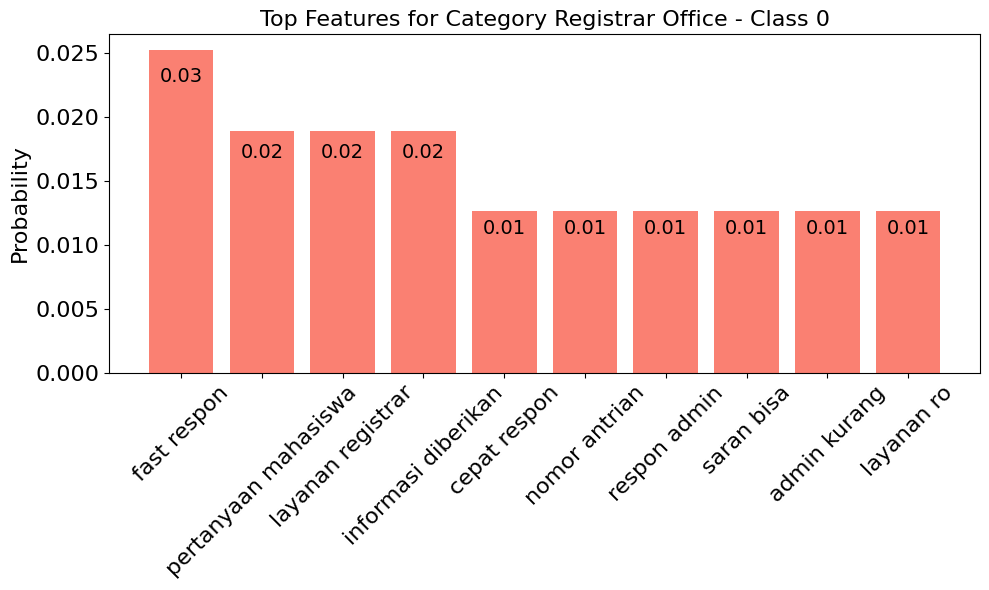 Top Features for Category Registrar Office - Class 0
Probability
0.025
0.020
0.015
0.010
0.005
0.000
0.03
0.02
0.02
0.02
0.01
0.01
0.01
0.01
0.01
0.01
fast respon
pertanyaan mahasiswa
layanan registrar
informasi diberikan
cepat respon
nomor antrian
respon admin
saran bisa
admin kurang
layanan ro